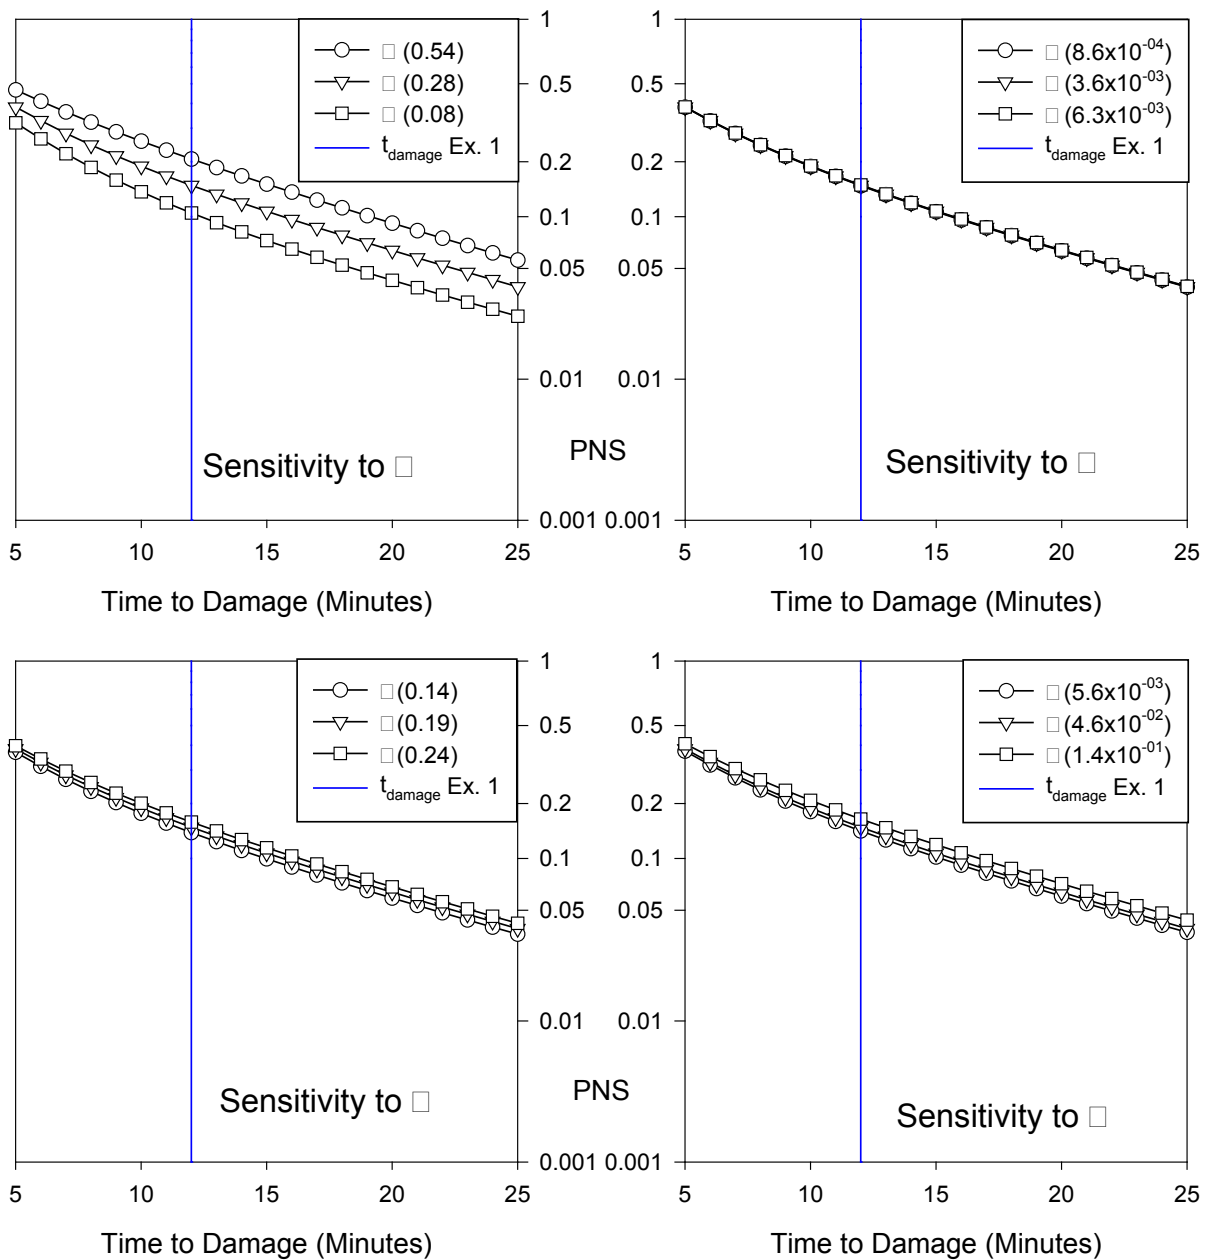 1
0.5
0.2
0.1
0.05
0.01
0.001
□ (0.54)
□ (0.28)
□ (0.08)
t_damage Ex. 1
Sensitivity to □
5 10 15 20 25
Time to Damage (Minutes)
PNS
1
0.5
0.2
0.1
0.05
0.01
0.001
□ (8.6x10^-04)
□ (3.6x10^-03)
□ (6.3x10^-03)
t_damage Ex. 1
Sensitivity to □
5 10 15 20 25
Time to Damage (Minutes)
1
0.5
0.2
0.1
0.05
0.01
0.001
□ (0.14)
□ (0.19)
□ (0.24)
t_damage Ex. 1
Sensitivity to □
5 10 15 20 25
Time to Damage (Minutes)
PNS
1
0.5
0.2
0.1
0.05
0.01
0.001
□ (5.6x10^-03)
□ (4.6x10^-02)
□ (1.4x10^-01)
t_damage Ex. 1
Sensitivity to □
5 10 15 20 25
Time to Damage (Minutes)